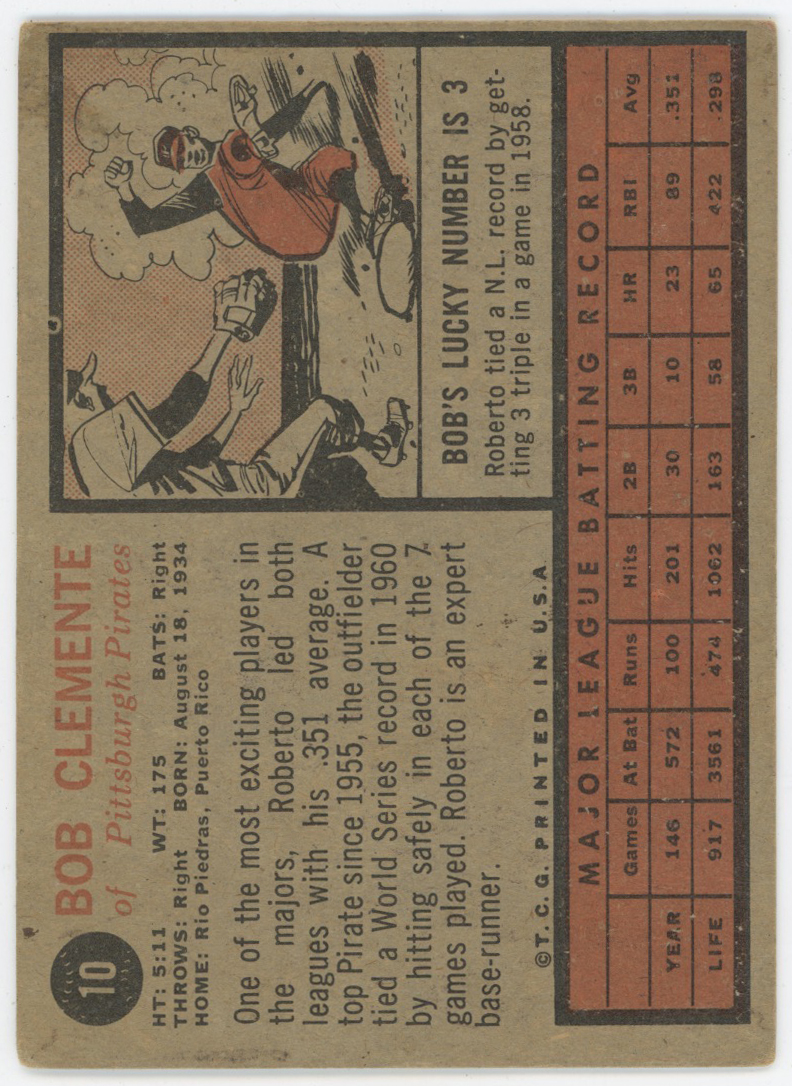 10
BOB CLEMENTE
of Pittsburgh Pirates
HT: 5:11 WT: 175 BATS: Right
THROWS: Right BORN: August 18, 1934
HOME: Rio Piedras, Puerto Rico
One of the most exciting players in
the majors, Roberto led both
leagues with his .351 average. A
top Pirate since 1955, the outfielder
tied a World Series record in 1960
by hitting safely in each of the 7
games played. Roberto is an expert
base-runner.
©T.C.G. PRINTED IN U.S.A
BOB'S LUCKY NUMBER IS 3
Roberto tied a N.L. record by get-
ting 3 triple in a game in 1958.
MAJOR LEAGUE BATTING RECORD
Games At Bat Runs Hits 2B 3B HR RBI Avg
YEAR 146 572 100 201 30 10 23 89 .351
LIFE 917 3561 474 1062 163 58 65 422 .298